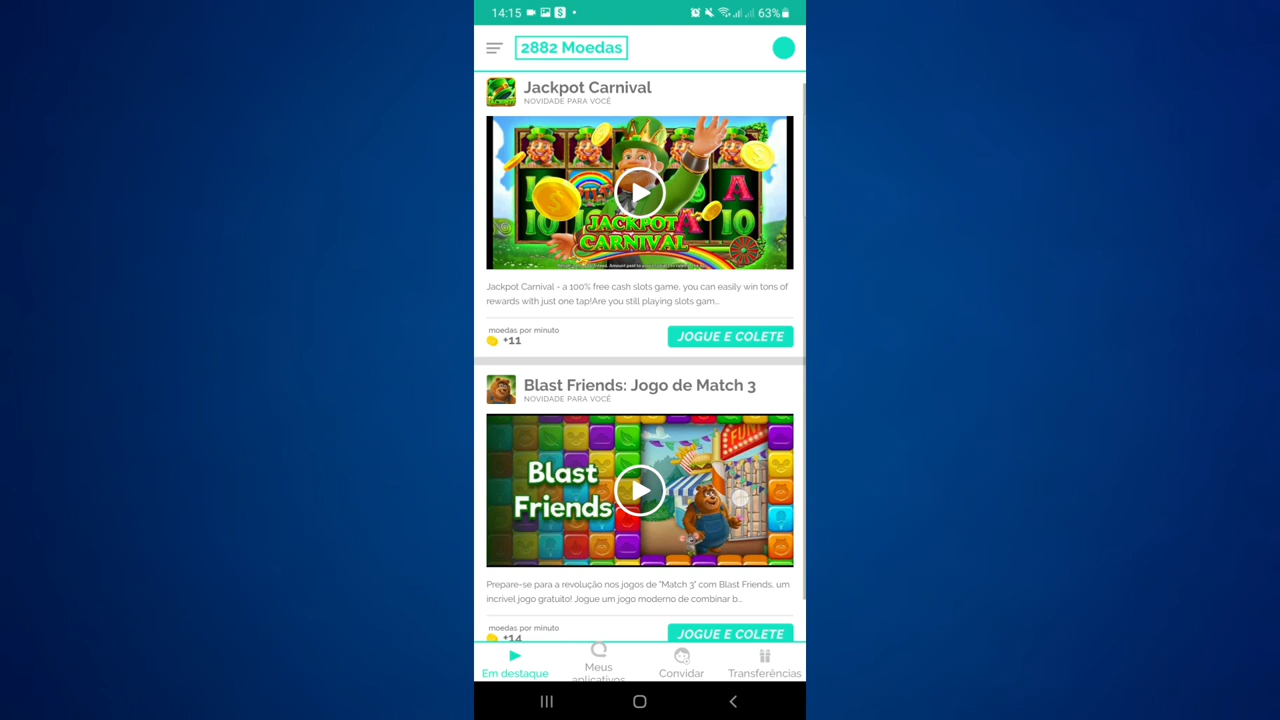 14:15
63%
2882 Moedas
Jackpot Carnival
NOVIDADE PARA VOCÊ
JACKPOT
CARNIVAL
Jackpot Carnival - a 100% free cash slots game, you can easily win tons of
rewards with just one tap!Are you still playing slots gam...
moedas por minuto
+11
JOGUE E COLETE
Blast Friends: Jogo de Match 3
NOVIDADE PARA VOCÊ
FUN
Blast
Friends
Prepare-se para a revolução nos jogos de "Match 3" com Blast Friends, um
incrível jogo gratuito! Jogue um jogo moderno de combinar b...
moedas por minuto
+14
JOGUE E COLETE
Em destaque
Meus
aplicativos
Convidar
Transferências